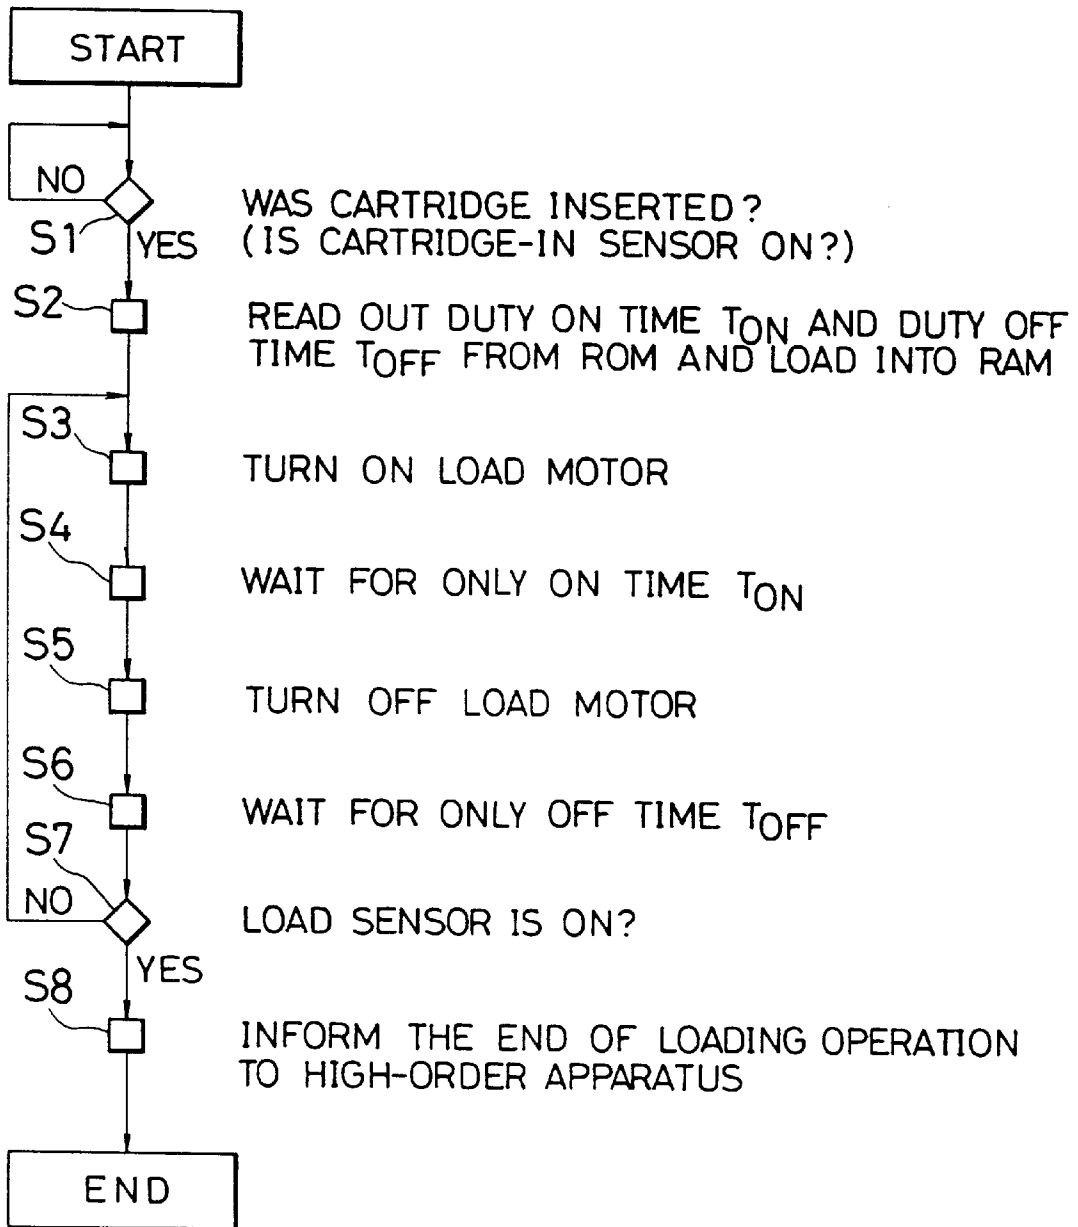 START
NO
S1
YES
WAS CARTRIDGE INSERTED?
(IS CARTRIDGE-IN SENSOR ON?)
S2
READ OUT DUTY ON TIME TON AND DUTY OFF
TIME TOFF FROM ROM AND LOAD INTO RAM
S3
TURN ON LOAD MOTOR
S4
WAIT FOR ONLY ON TIME TON
S5
TURN OFF LOAD MOTOR
S6
WAIT FOR ONLY OFF TIME TOFF
S7
NO
LOAD SENSOR IS ON?
YES
S8
INFORM THE END OF LOADING OPERATION
TO HIGH-ORDER APPARATUS
END